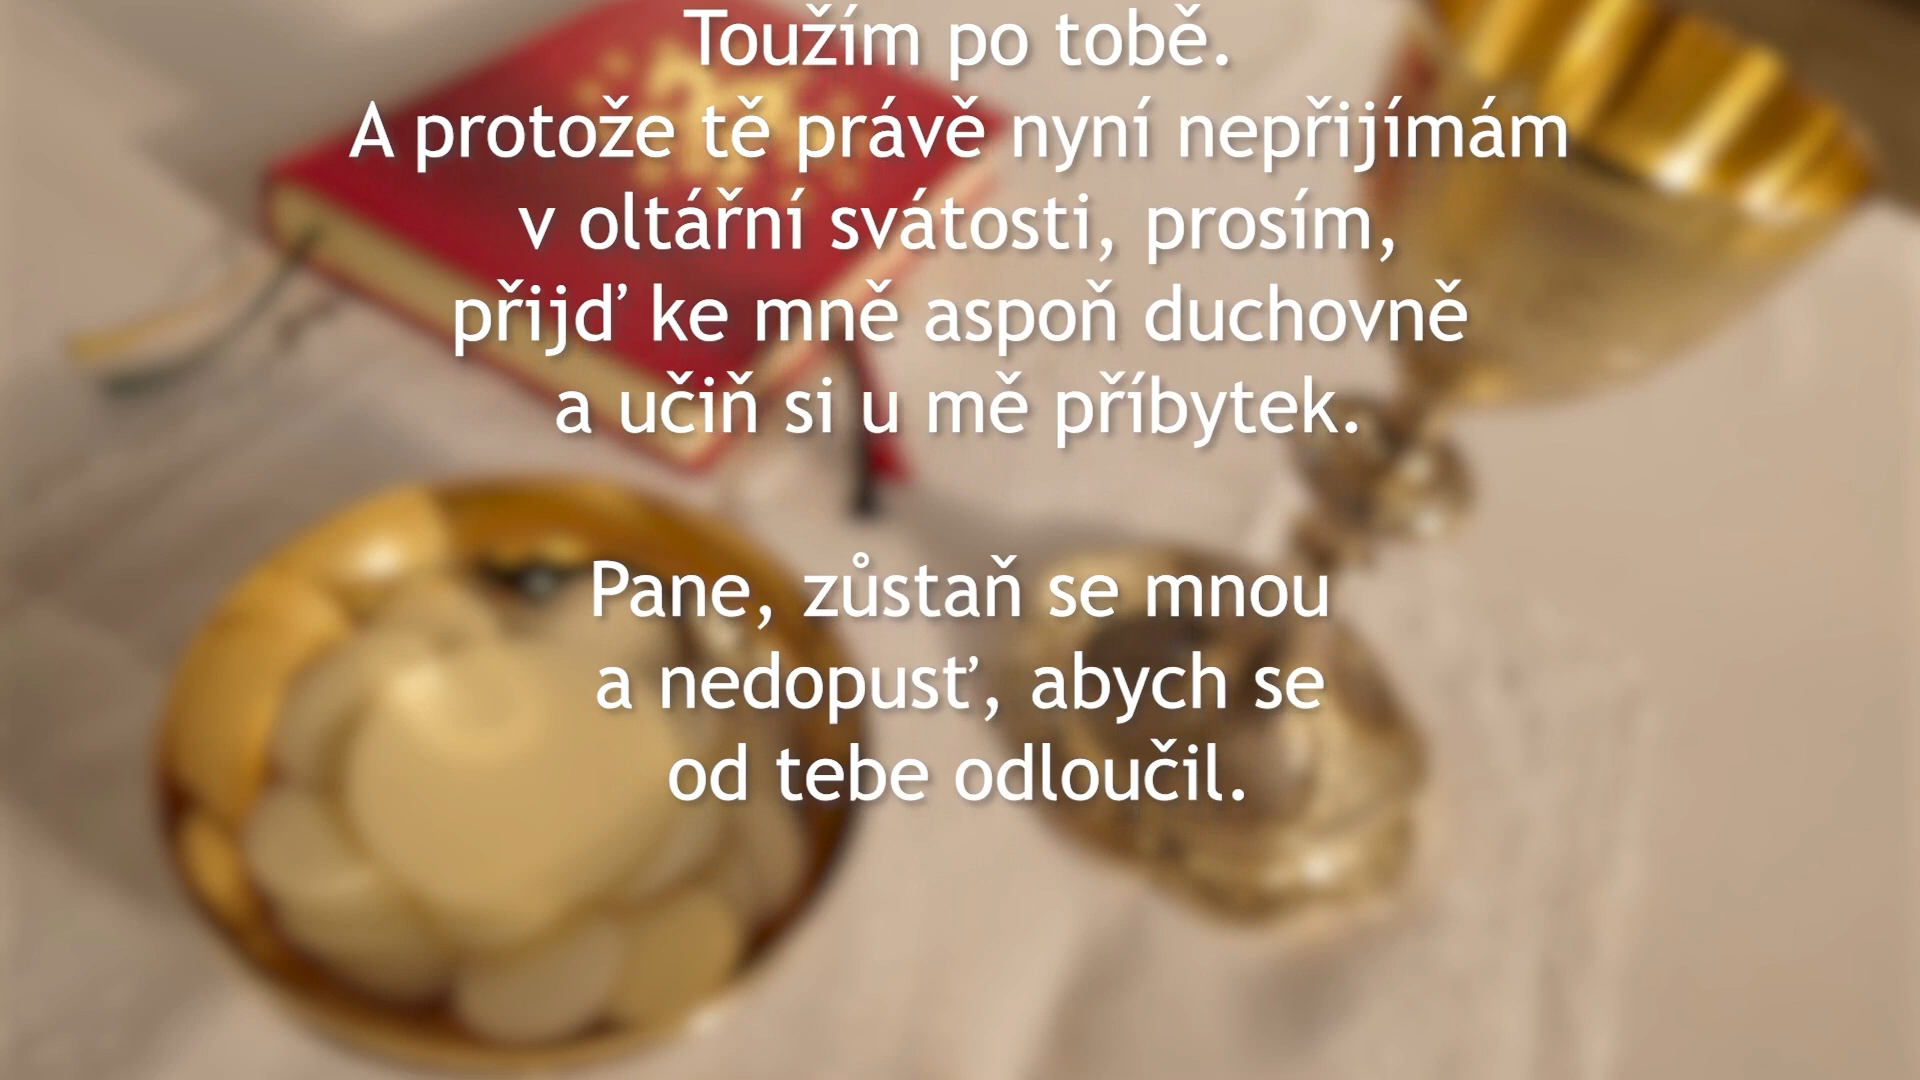 Toužím po tobě.
A protože tě právě nyní nepřijímám
v oltářní svátosti, prosím,
přijď ke mně aspoň duchovně
a učiň si u mě příbytek.
Pane, zůstaň se mnou
a nedopusť, abych se
od tebe odloučil.